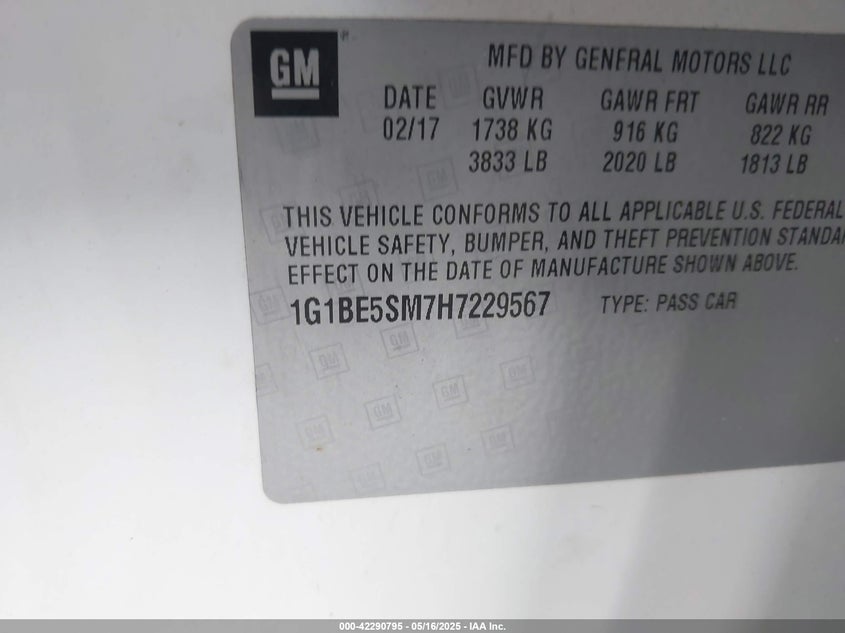 GM
MFD BY GENERAL MOTORS LLC
DATE GVWR GAWR FRT GAWR RR
02/17 1738 KG 916 KG 822 KG
3833 LB 2020 LB 1813 LB
THIS VEHICLE CONFORMS TO ALL APPLICABLE U.S. FEDERAL
VEHICLE SAFETY, BUMPER, AND THEFT PREVENTION STANDA
EFFECT ON THE DATE OF MANUFACTURE SHOWN ABOVE.
1G1BE5SM7H7229567 TYPE: PASS CAR
000-42290795 - 05/16/2025 - IAA Inc.